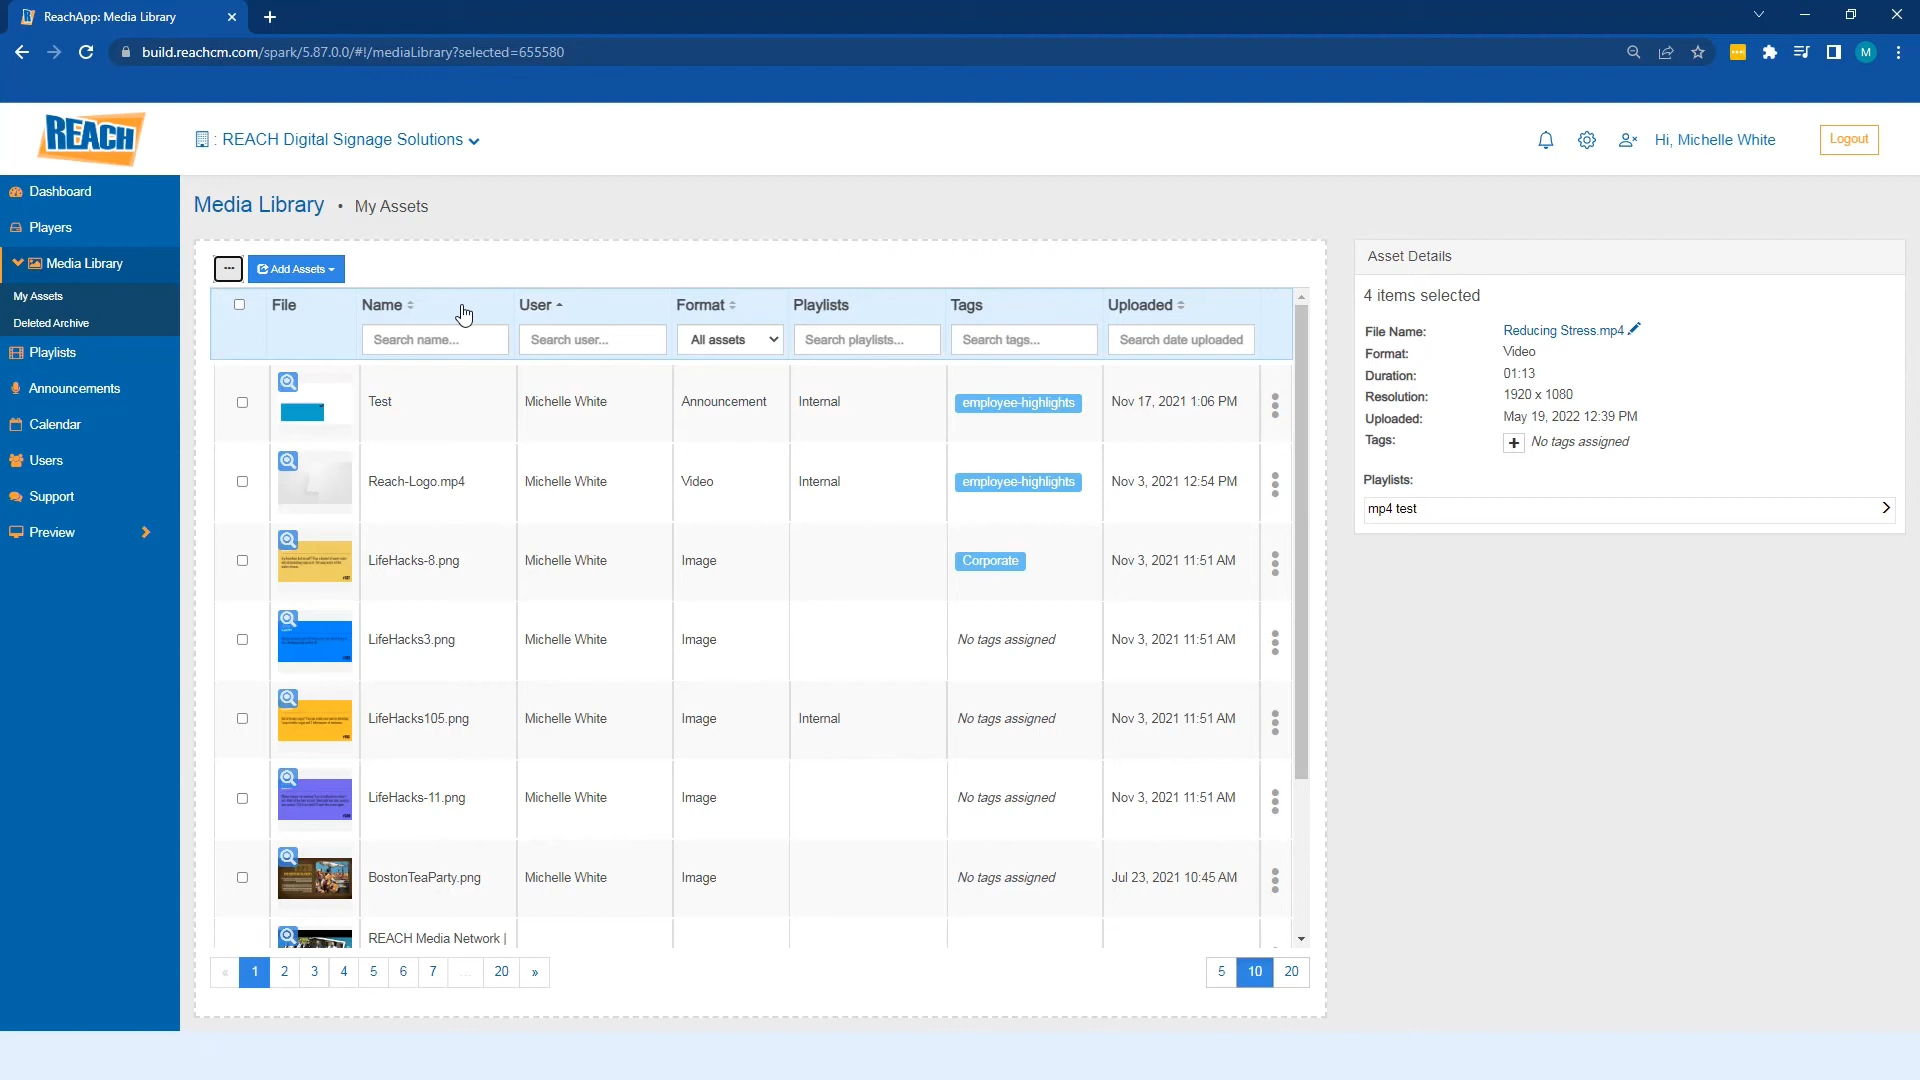 ReachApp: Media Library
build.reachcm.com/spark/5.87.0.0/#!/mediaLibrary?selected=655580
M
REACH
: REACH Digital Signage Solutions
Hi, Michelle White
Logout
Dashboard
Players
Media Library
My Assets
Deleted Archive
Playlists
Announcements
Calendar
Users
Support
Preview
Media Library • My Assets
... Add Assets
File Name User Format Playlists Tags Uploaded
Search name... Search user... All assets Search playlists... Search tags... Search date uploaded
Test Michelle White Announcement Internal employee-highlights Nov 17, 2021 1:06 PM
Reach-Logo.mp4 Michelle White Video Internal employee-highlights Nov 3, 2021 12:54 PM
LifeHacks-8.png Michelle White Image Corporate Nov 3, 2021 11:51 AM
LifeHacks3.png Michelle White Image No tags assigned Nov 3, 2021 11:51 AM
LifeHacks105.png Michelle White Image Internal No tags assigned Nov 3, 2021 11:51 AM
LifeHacks-11.png Michelle White Image No tags assigned Nov 3, 2021 11:51 AM
BostonTeaParty.png Michelle White Image No tags assigned Jul 23, 2021 10:45 AM
REACH Media Network |
« 1 2 3 4 5 6 7 ... 20 »
5 10 20
Asset Details
4 items selected
File Name: Reducing Stress.mp4
Format: Video
Duration: 01:13
Resolution: 1920 x 1080
Uploaded: May 19, 2022 12:39 PM
Tags: + No tags assigned
Playlists:
mp4 test